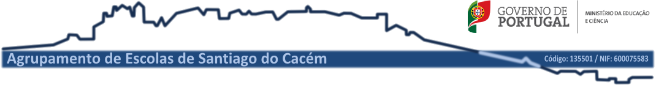 GOVERNO DE
PORTUGAL
MINISTÉRIO DA EDUCAÇÃO
E CIÊNCIA
Agrupamento de Escolas de Santiago do Cacém
Código: 135501 / NIF: 600075583